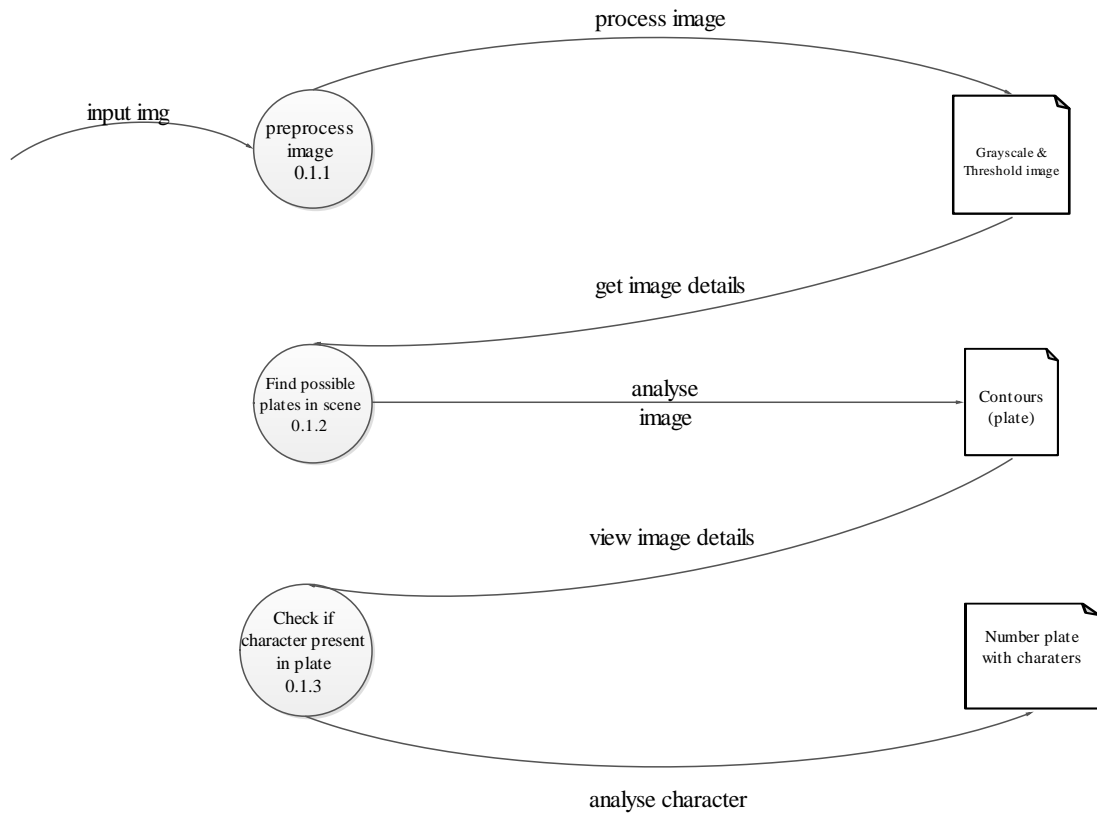 process image
input img
preprocess
image
0.1.1
Grayscale &
Threshold image
get image details
Find possible
plates in scene
0.1.2
analyse
image
Contours
(plate)
view image details
Check if
character present
in plate
0.1.3
Number plate
with charaters
analyse character